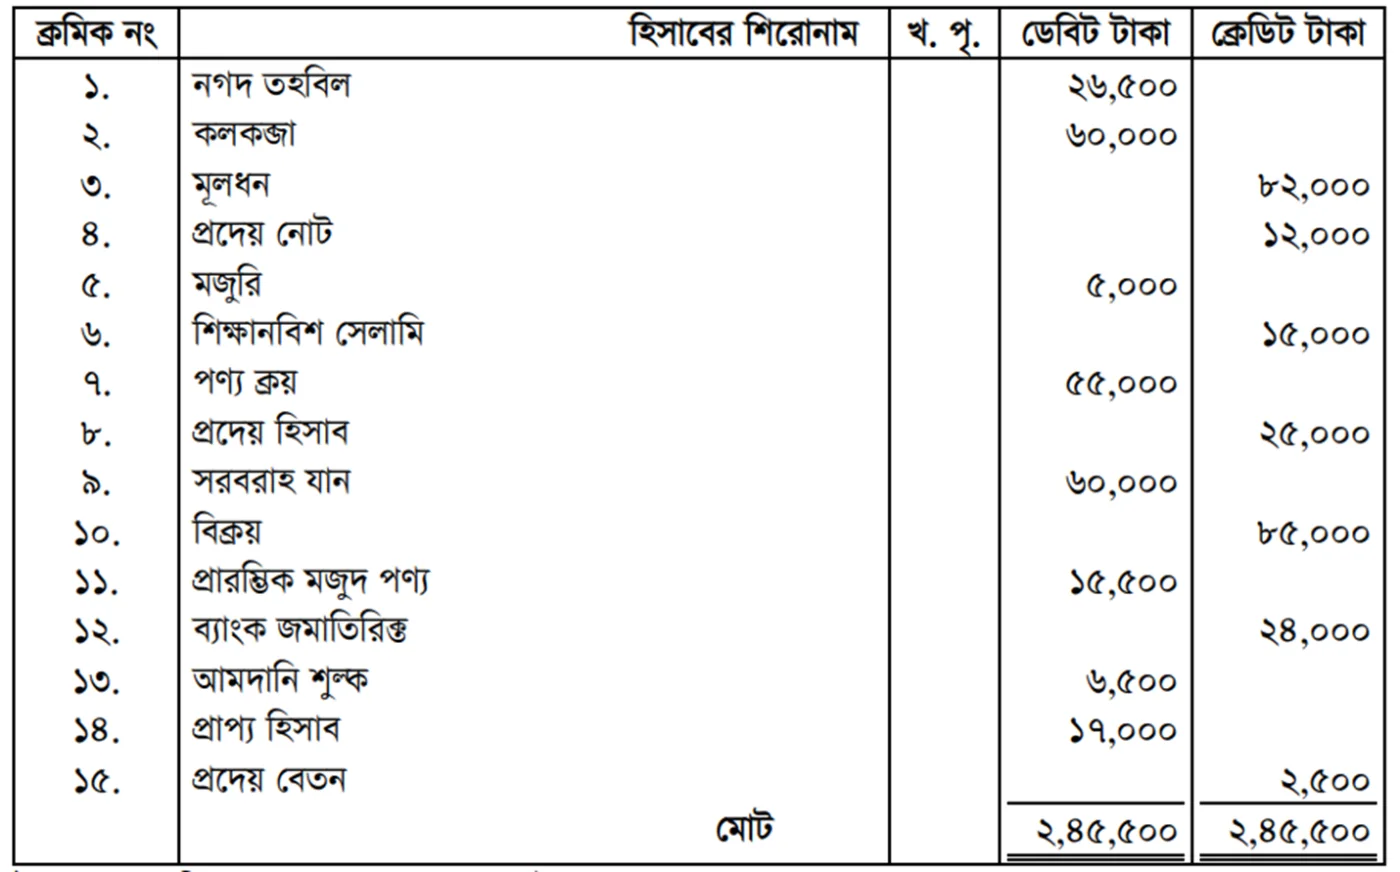 ক্রমিক নং হিসাবের শিরোনাম খ. পৃ. ডেবিট টাকা ক্রেডিট টাকা
১. নগদ তহবিল ২৬,৫০০
২. কলকব্জা ৬০,০০০
৩. মূলধন ৮২,০০০
৪. প্রদেয় নোট ১২,০০০
৫. মজুরি ৫,০০০
৬. শিক্ষানবিশ সেলামি ১৫,০০০
৭. পণ্য ক্রয় ৫৫,০০০
৮. প্রদেয় হিসাব ২৫,০০০
৯. সরবরাহ যান ৬০,০০০
১০. বিক্রয় ৮৫,০০০
১১. প্রারম্ভিক মজুদ পণ্য ১৫,৫০০
১২. ব্যাংক জমাতিরিক্ত ২৪,০০০
১৩. আমদানি শুল্ক ৬,৫০০
১৪. প্রাপ্য হিসাব ১৭,০০০
১৫. প্রদেয় বেতন ২,৫০০
মোট ২,৪৫,৫০০ ২,৪৫,৫০০